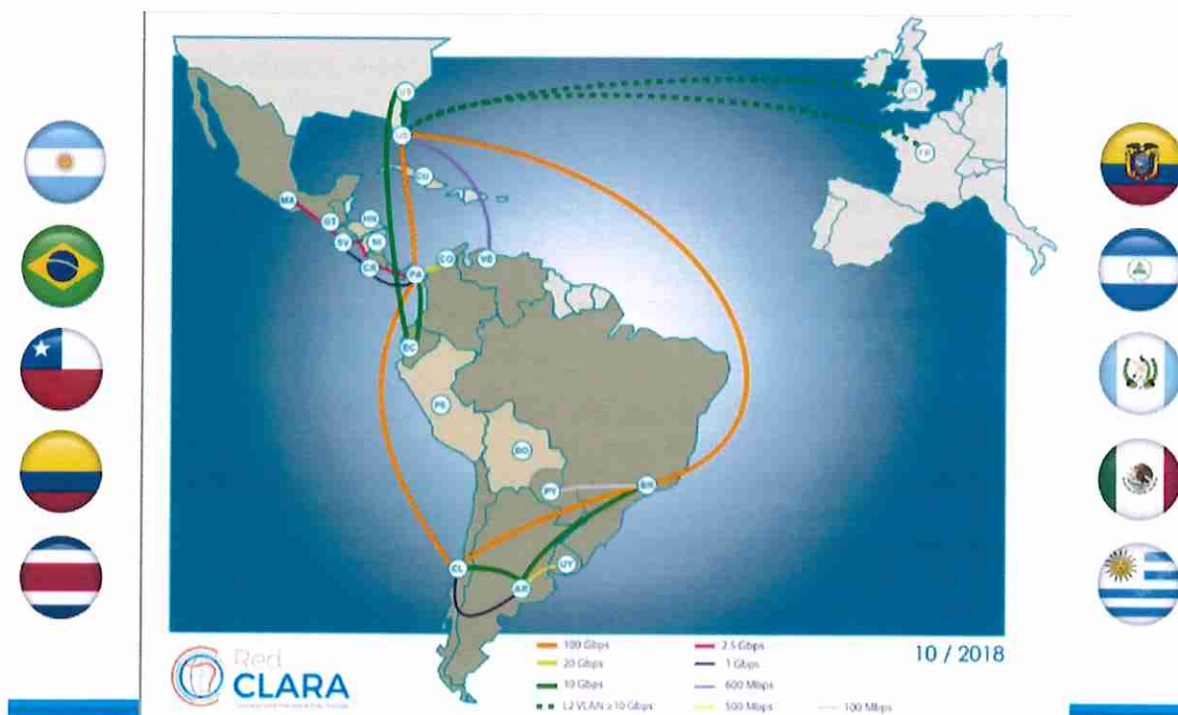 US
UK
US
FR
CU
MX
GT
HN
SV
NI
CR
PA
CO
VE
EC
PE
BO
PY
BR
CL
AR
UY
Red
CLARA
100 Gbps
20 Gbps
10 Gbps
L2 VLAN ≥10 Gbps
2.5 Gbps
1 Gbps
600 Mbps
500 Mbps
100 Mbps
10 / 2018